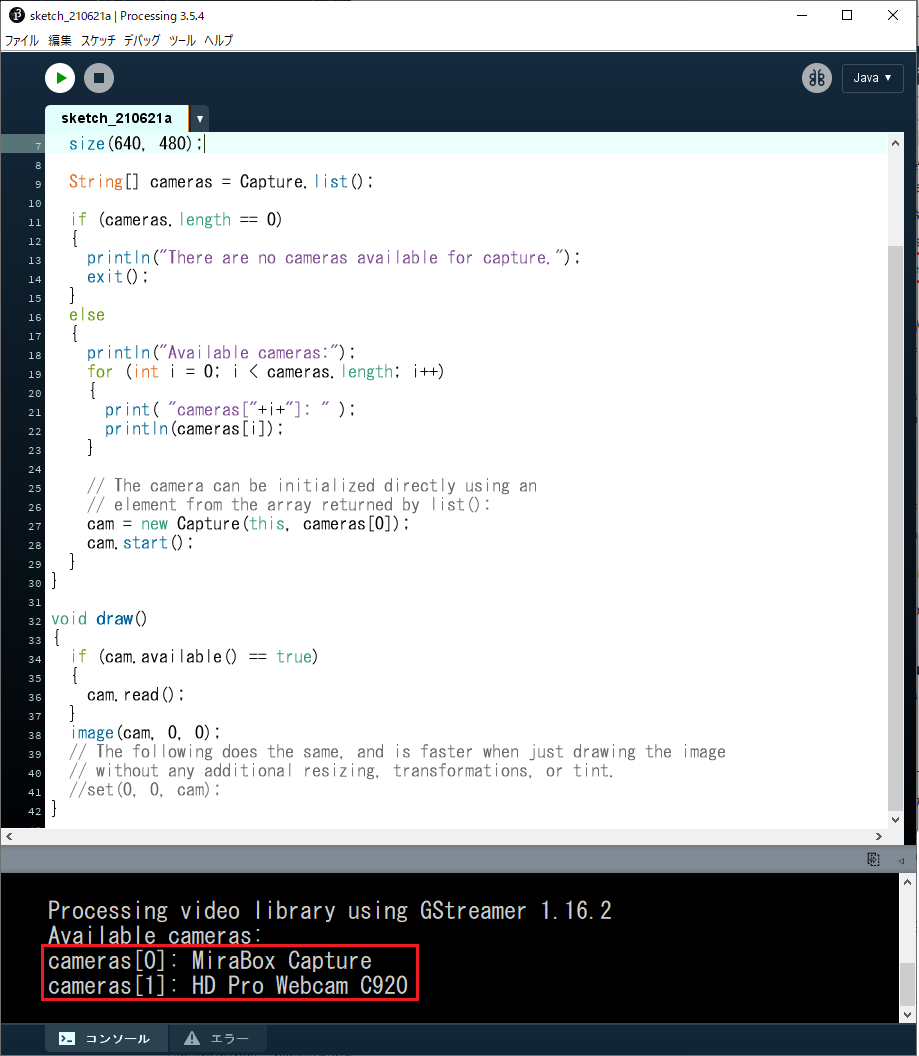 sketch_210621a | Processing 3.5.4
ファイル 編集 スケッチ デバッグ ツール ヘルプ
Java ▼
sketch_210621a ▼
7 size(640, 480);
8
9 String[] cameras = Capture.list();
10
11 if (cameras.length == 0)
12 {
13 println("There are no cameras available for capture.");
14 exit();
15 }
16 else
17 {
18 println("Available cameras:");
19 for (int i = 0; i < cameras.length; i++)
20 {
21 print( "cameras["+i+"]: " );
22 println(cameras[i]);
23 }
24
25 // The camera can be initialized directly using an
26 // element from the array returned by list():
27 cam = new Capture(this, cameras[0]);
28 cam.start();
29 }
30 }
31
32 void draw()
33 {
34 if (cam.available() == true)
35 {
36 cam.read();
37 }
38 image(cam, 0, 0);
39 // The following does the same, and is faster when just drawing the image
40 // without any additional resizing, transformations, or tint.
41 //set(0, 0, cam);
42 }
Processing video library using GStreamer 1.16.2
Available cameras:
cameras[0]: MiraBox Capture
cameras[1]: HD Pro Webcam C920
コンソール エラー